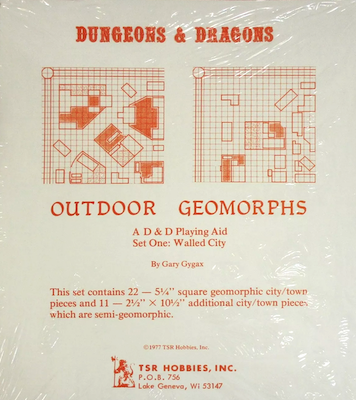 DUNGEONS & DRAGONS
OUTDOOR GEOMORPHS
A D & D Playing Aid
Set One: Walled City
By Gary Gygax
This set contains 22 — 5¼" square geomorphic city/town
pieces and 11 — 2½" × 10½" additional city/town pieces
which are semi-geomorphic.
©1977 TSR Hobbies, Inc.
TSR HOBBIES, INC.
P.O.B. 756
Lake Geneva, WI 53147